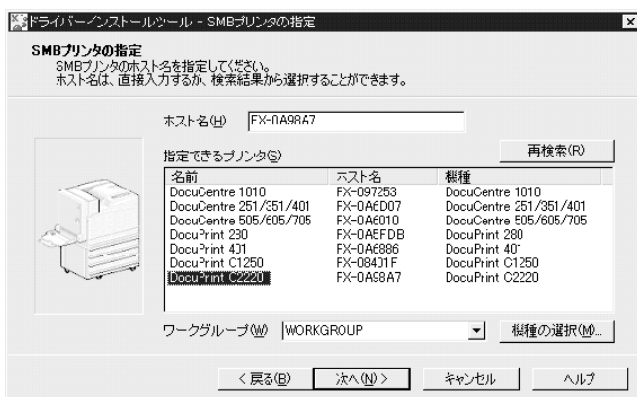 ドライバーインストールツール - SMBプリンタの指定
SMBプリンタの指定
SMBプリンタのホスト名を指定してください。
ホスト名は、直接入力するか、検索結果から選択することができます。
ホスト名(H) FX-0A98A7
指定できるプリンタ(S) 再検索(R)
名前 ホスト名 機種
DocuCentre 1010 FX-097253 DocuCentre 1010
DocuCentre 251/351/401 FX-0A6D07 DocuCentre 251/351/401
DocuCentre 505/605/705 FX-0A6010 DocuCentre 505/605/705
DocuPrint 280 FX-0AEFDB DocuPrint 280
DocuPrint 401 FX-0A6886 DocuPrint 401
DocuPrint C1250 FX-08401F DocuPrint C1250
DocuPrint C2220 FX-0A98A7 DocuPrint C2220
ワークグループ(W) WORKGROUP 機種の選択(M)...
< 戻る(B) 次へ(N) > キャンセル ヘルプ